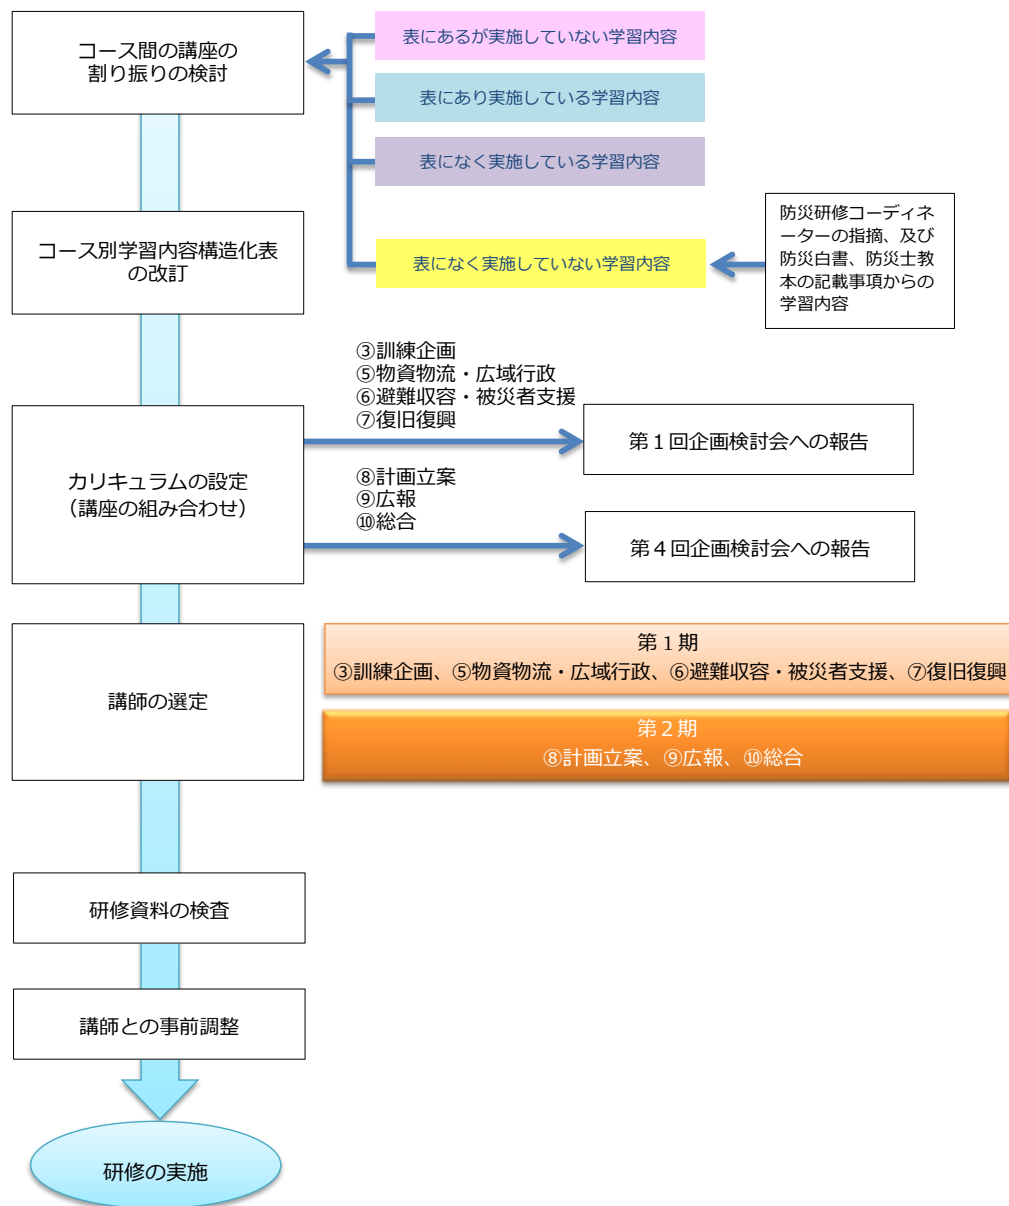 コース間の講座の
割り振りの検討
表にあるが実施していない学習内容
表にあり実施している学習内容
表になく実施している学習内容
表になく実施していない学習内容
防災研修コーディネ
ーターの指摘、及び
防災白書、防災士教
本の記載事項からの
学習内容
コース別学習内容構造化表
の改訂
③訓練企画
⑤物資物流・広域行政
⑥避難収容・被災者支援
⑦復旧復興
第１回企画検討会への報告
カリキュラムの設定
（講座の組み合わせ）
⑧計画立案
⑨広報
⑩総合
第４回企画検討会への報告
講師の選定
第１期
③訓練企画、⑤物資物流・広域行政、⑥避難収容・被災者支援、⑦復旧復興
第２期
⑧計画立案、⑨広報、⑩総合
研修資料の検査
講師との事前調整
研修の実施